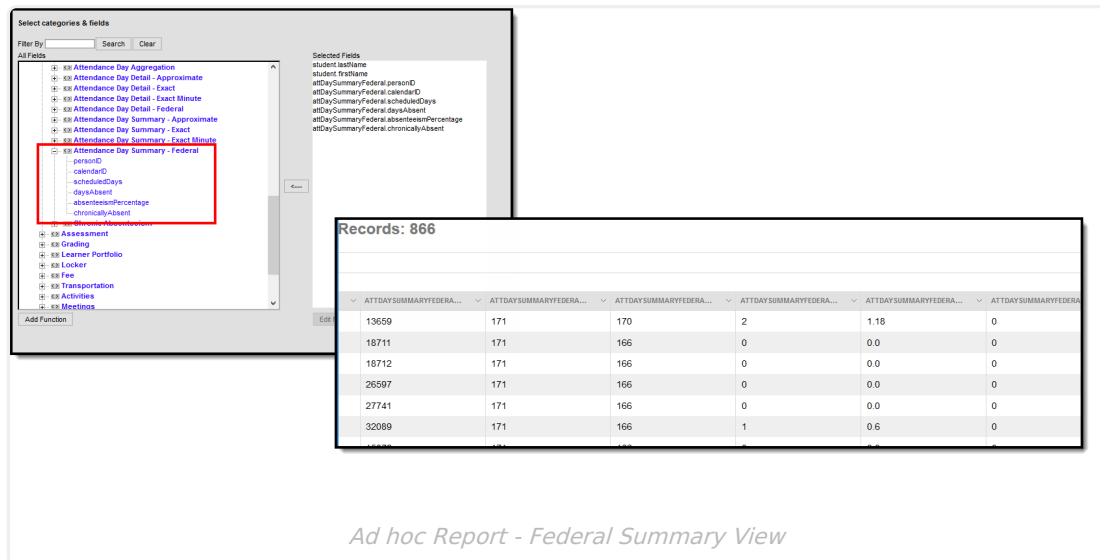 Select categories & fields
Filter By
Search
Clear
All Fields
Attendance Day Aggregation
Attendance Day Detail - Approximate
Attendance Day Detail - Exact
Attendance Day Detail - Exact Minute
Attendance Day Detail - Federal
Attendance Day Summary - Approximate
Attendance Day Summary - Exact
Attendance Day Summary - Exact Minute
Attendance Day Summary - Federal
personID
calendarID
scheduledDays
daysAbsent
absenteeismPercentage
chronicallyAbsent
Chronic Absenteeism
Assessment
Grading
Learner Portfolio
Locker
Fee
Transportation
Activities
Meetings
Add Function
<---
Selected Fields
student.lastName
student.firstName
attDaySummaryFederal.personID
attDaySummaryFederal.calendarID
attDaySummaryFederal.scheduledDays
attDaySummaryFederal.daysAbsent
attDaySummaryFederal.absenteeismPercentage
attDaySummaryFederal.chronicallyAbsent
Edit
Records: 866
ATTDAYSUMMARYFEDERA... ATTDAYSUMMARYFEDERA... ATTDAYSUMMARYFEDERA... ATTDAYSUMMARYFEDERA... ATTDAYSUMMARYFEDERA... ATTDAYSUMMARYFEDERA
13659 171 170 2 1.18 0
18711 171 166 0 0.0 0
18712 171 166 0 0.0 0
26597 171 166 0 0.0 0
27741 171 166 0 0.0 0
32089 171 166 1 0.6 0
Ad hoc Report - Federal Summary View